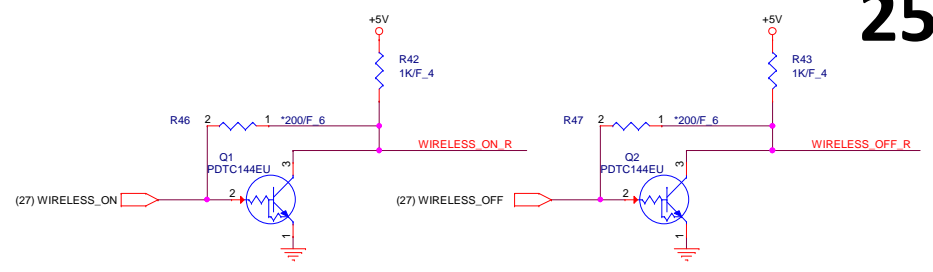 25
+5V
R42
1K/F_4
R46 2 1 *200/F_6
WIRELESS_ON_R
Q1
PDTC144EU
3
2
1
(27) WIRELESS_ON
+5V
R43
1K/F_4
R47 2 1 *200/F_6
WIRELESS_OFF_R
Q2
PDTC144EU
3
2
1
(27) WIRELESS_OFF